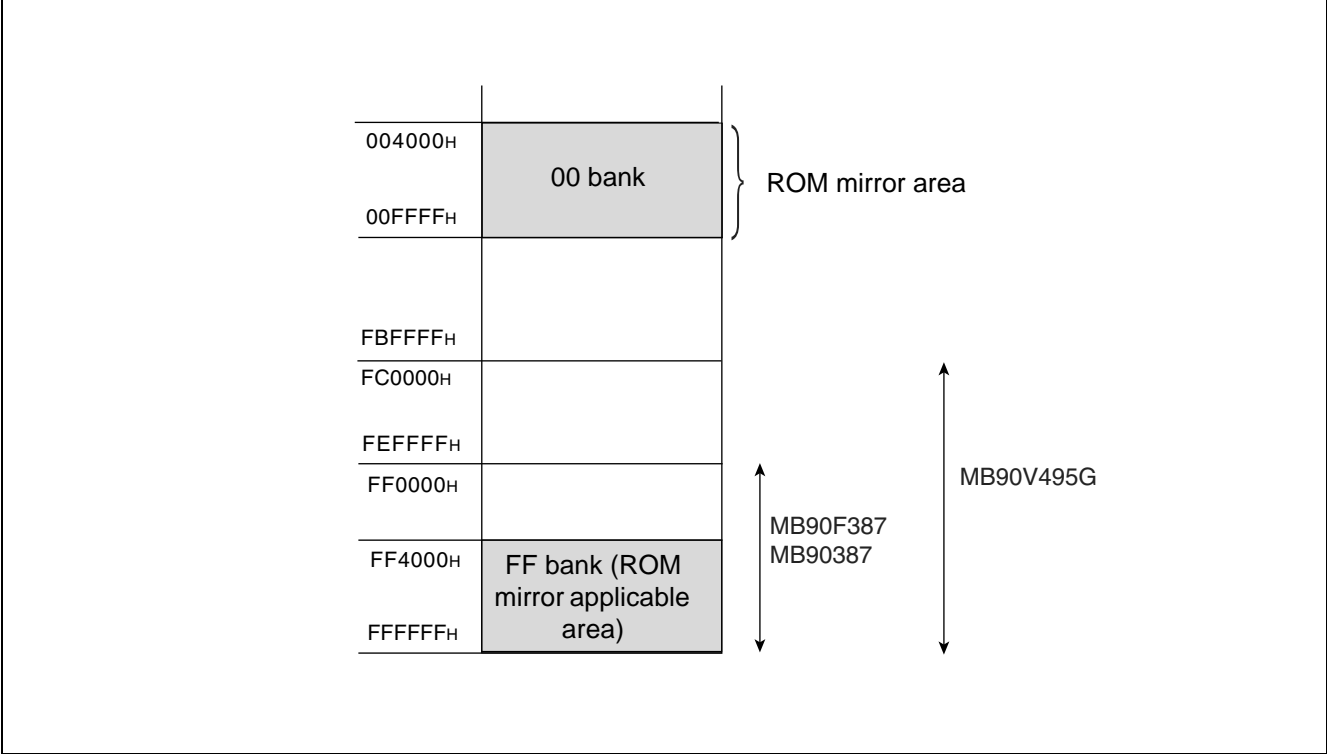 004000H
00 bank
ROM mirror area
00FFFFH
FBFFFFH
FC0000H
FEFFFFH
FF0000H
MB90V495G
MB90F387
MB90387
FF4000H
FF bank (ROM
mirror applicable
area)
FFFFFFH